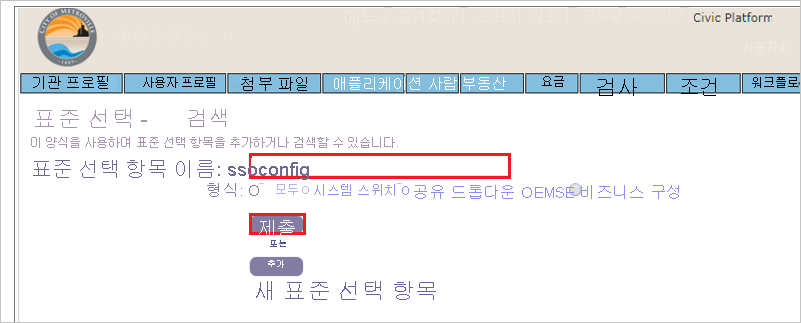 CITY OF METROVILLE
Civic Platform
기관 프로필 사용자 프로필 첨부 파일 애플리케이션 사람 부동산 요금 검사 조건 워크플로
표준 선택 - 검색
이 양식을 사용하여 표준 선택 항목을 추가하거나 검색할 수 있습니다.
표준 선택 항목 이름: ssoconfig
형식: O 모두 o 시스템 스위치 o 공유 드롭다운 OEMSE 비즈니스 구성
제출
또는
추가
새 표준 선택 항목